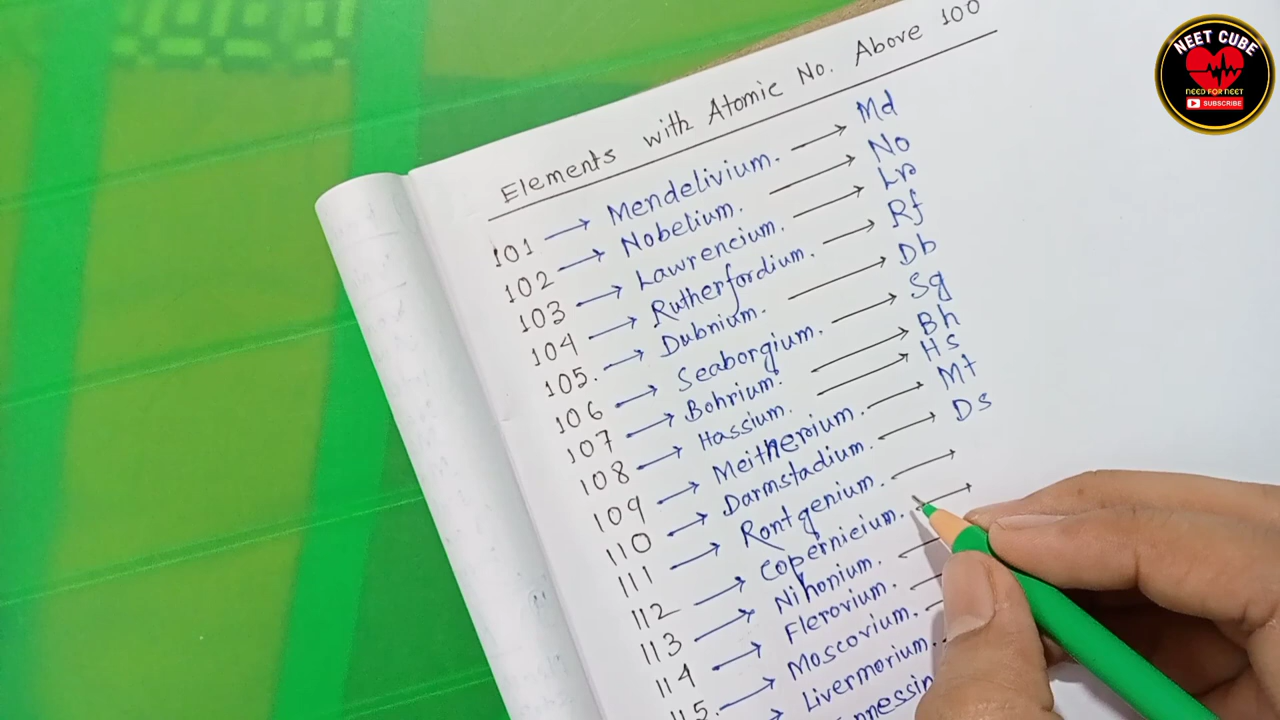 Elements with Atomic No. Above 100
101 → Mendelivium. → Md
102 → Nobelium. → No
103 → Lawrencium. → Lr
104 → Rutherfordium. → Rf
105. → Dubnium. → Db
106 → Seaborgium. → Sg
107 → Bohrium. → Bh
108 → Hassium. → Hs
109 → Meitherium. → Mt
110 → Darmstadium. → Ds
111 → Rontgenium. →
112 → Copernicium. →
113 → Nihonium.
114 → Flerovium.
115. → Moscovium.
Livermorium.
NEET CUBE
NEED FOR NEET
SUBSCRIBE